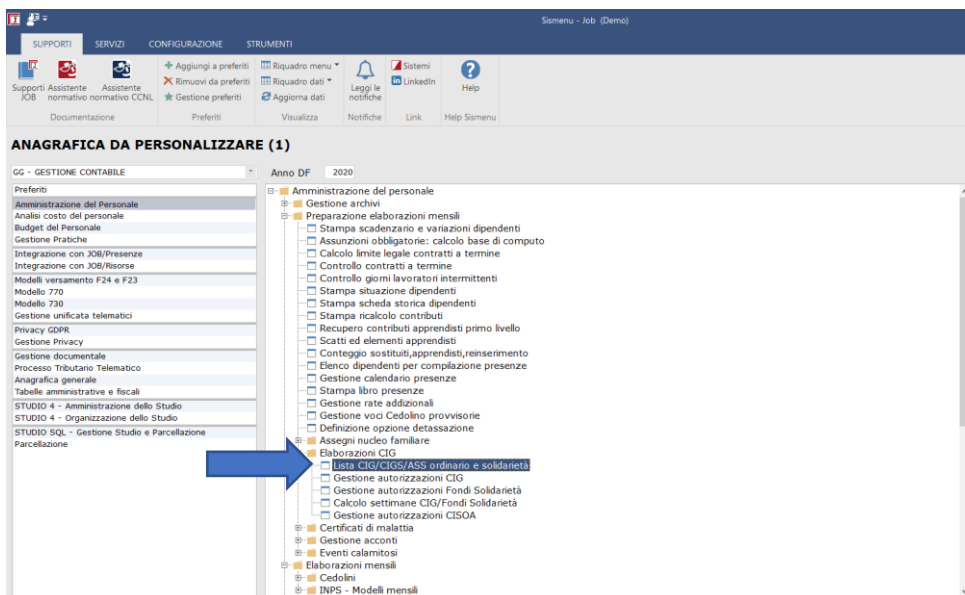 Sismenu - Job (Demo)
SUPPORTI SERVIZI CONFIGURAZIONE STRUMENTI
Supporti JOB
Assistente normativo
Assistente normativo CCNL
Documentazione
Aggiungi a preferiti
Rimuovi da preferiti
Gestione preferiti
Preferiti
Riquadro menu
Riquadro dati
Aggiorna dati
Visualizza
Leggi le notifiche
Notifiche
Sistemi
LinkedIn
Link
Help
Help Sismenu
ANAGRAFICA DA PERSONALIZZARE (1)
GG - GESTIONE CONTABILE
Anno DF 2020
Preferiti
Amministrazione del Personale
Analisi costo del personale
Budget del Personale
Gestione Pratiche
Integrazione con JOB/Presenze
Integrazione con JOB/Risorse
Modelli versamento F24 e F23
Modello 770
Modello 730
Gestione unificata telematici
Privacy GDPR
Gestione Privacy
Gestione documentale
Processo Tributario Telematico
Anagrafica generale
Tabelle amministrative e fiscali
STUDIO 4 - Amministrazione dello Studio
STUDIO 4 - Organizzazione dello Studio
STUDIO SQL - Gestione Studio e Parcellazione
Parcellazione
Amministrazione del personale
Gestione archivi
Preparazione elaborazioni mensili
Stampa scadenzario e variazioni dipendenti
Assunzioni obbligatorie: calcolo base di computo
Calcolo limite legale contratti a termine
Controllo contratti a termine
Controllo giorni lavoratori intermittenti
Stampa situazione dipendenti
Stampa scheda storica dipendenti
Stampa ricalcolo contributi
Recupero contributi apprendisti primo livello
Scatti ed elementi apprendisti
Conteggio sostituiti,apprendisti,reinserimento
Elenco dipendenti per compilazione presenze
Gestione calendario presenze
Stampa libro presenze
Gestione rate addizionali
Gestione voci Cedolino provvisorie
Definizione opzione detassazione
Assegni nucleo familiare
Elaborazioni CIG
Lista CIG/CIGS/ASS ordinario e solidarietà
Gestione autorizzazioni CIG
Gestione autorizzazioni Fondi Solidarietà
Calcolo settimane CIG/Fondi Solidarietà
Gestione autorizzazioni CISOA
Certificati di malattia
Gestione acconti
Eventi calamitosi
Elaborazioni mensili
Cedolini
INPS - Modelli mensili